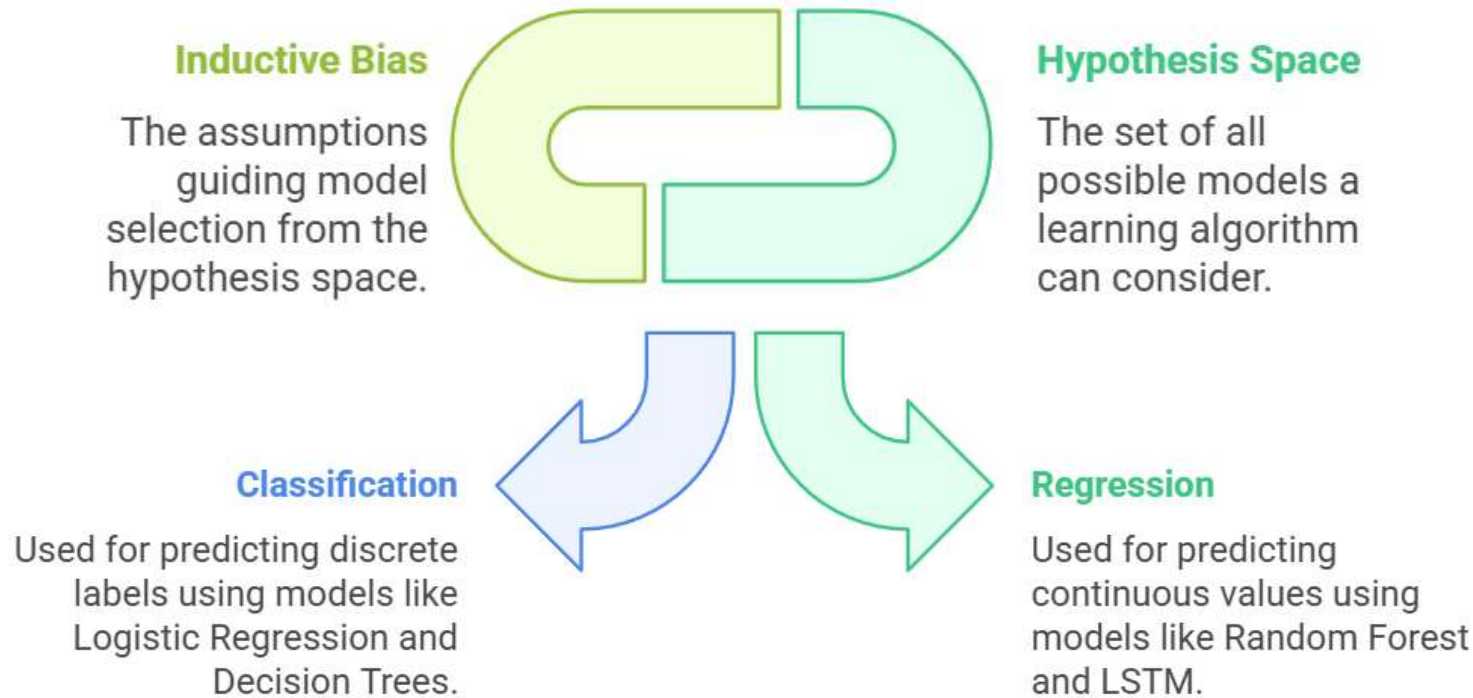 Inductive Bias
The assumptions
guiding model
selection from the
hypothesis space.
Hypothesis Space
The set of all
possible models a
learning algorithm
can consider.
Classification
Used for predicting discrete
labels using models like
Logistic Regression and
Decision Trees.
Regression
Used for predicting
continuous values using
models like Random Forest
and LSTM.